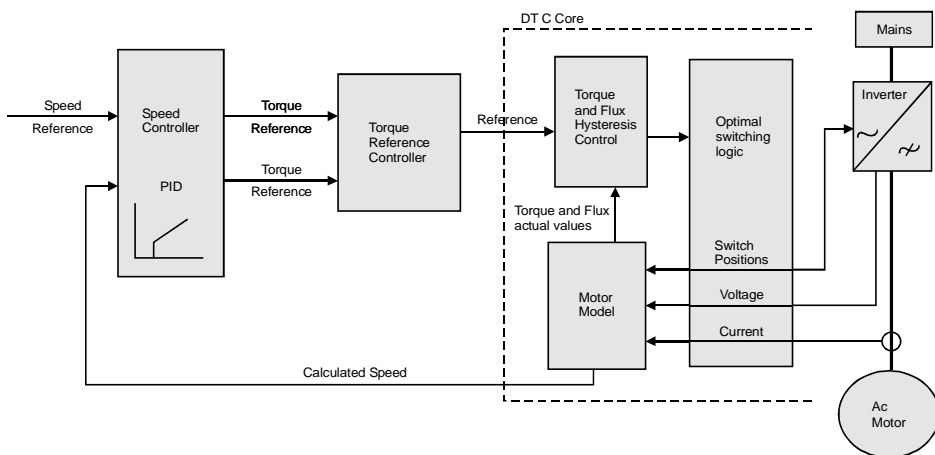 DT C Core
Mains
Speed
Reference
Speed
Controller
PID
Torque
Reference
Torque
Reference
Torque
Reference
Controller
Reference
Torque
and Flux
Hysteresis
Control
Optimal
switching
logic
Inverter
Torque and Flux
actual values
Motor
Model
Switch
Positions
Voltage
Current
Calculated Speed
Ac
Motor